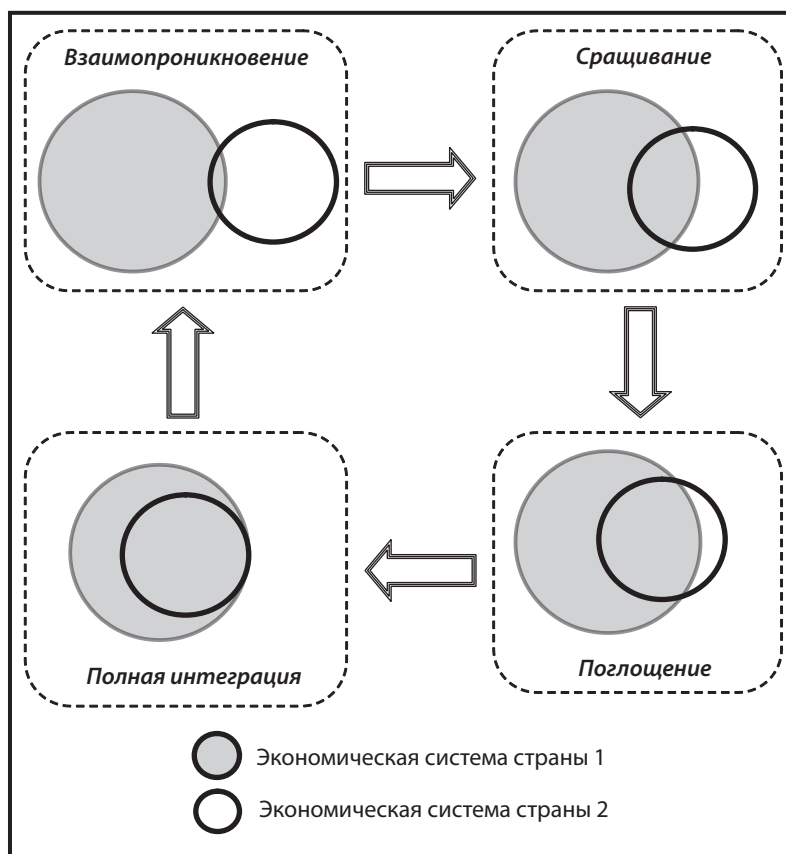 Взаимопроникновение
Сращивание
Полная интеграция
Поглощение
Экономическая система страны 1
Экономическая система страны 2